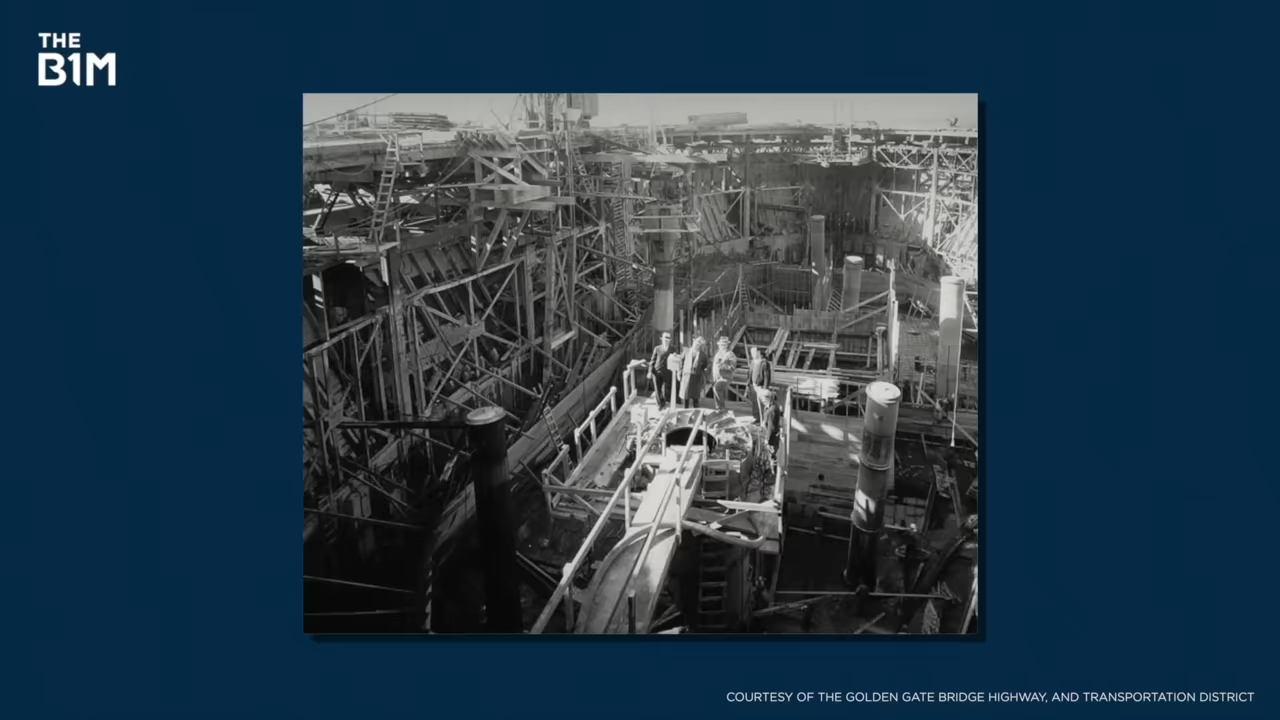 THE
B1M
COURTESY OF THE GOLDEN GATE BRIDGE HIGHWAY, AND TRANSPORTATION DISTRICT